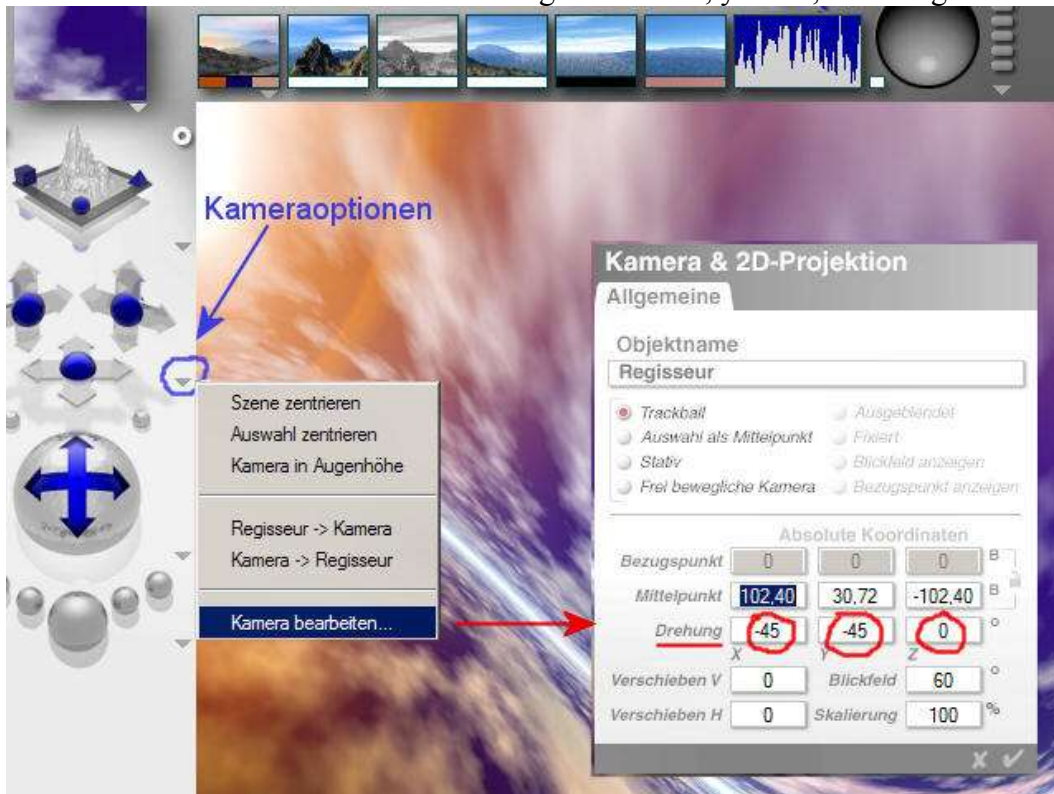 Kameraoptionen
Szene zentrieren
Auswahl zentrieren
Kamera in Augenhöhe
Regisseur -> Kamera
Kamera -> Regisseur
Kamera bearbeiten...
Kamera & 2D-Projektion
Allgemeine
Objektname
Regisseur
Trackball Ausgeblendet
Auswahl als Mittelpunkt Fixiert
Stativ Blickfeld anzeigen
Frei bewegliche Kamera Bezugspunkt anzeigen
Absolute Koordinaten
Bezugspunkt 0 0 0 B
Mittelpunkt 102,40 30,72 -102,40 B
Drehung -45 -45 0 °
X Y Z
Verschieben V 0 Blickfeld 60 °
Verschieben H 0 Skalierung 100 %